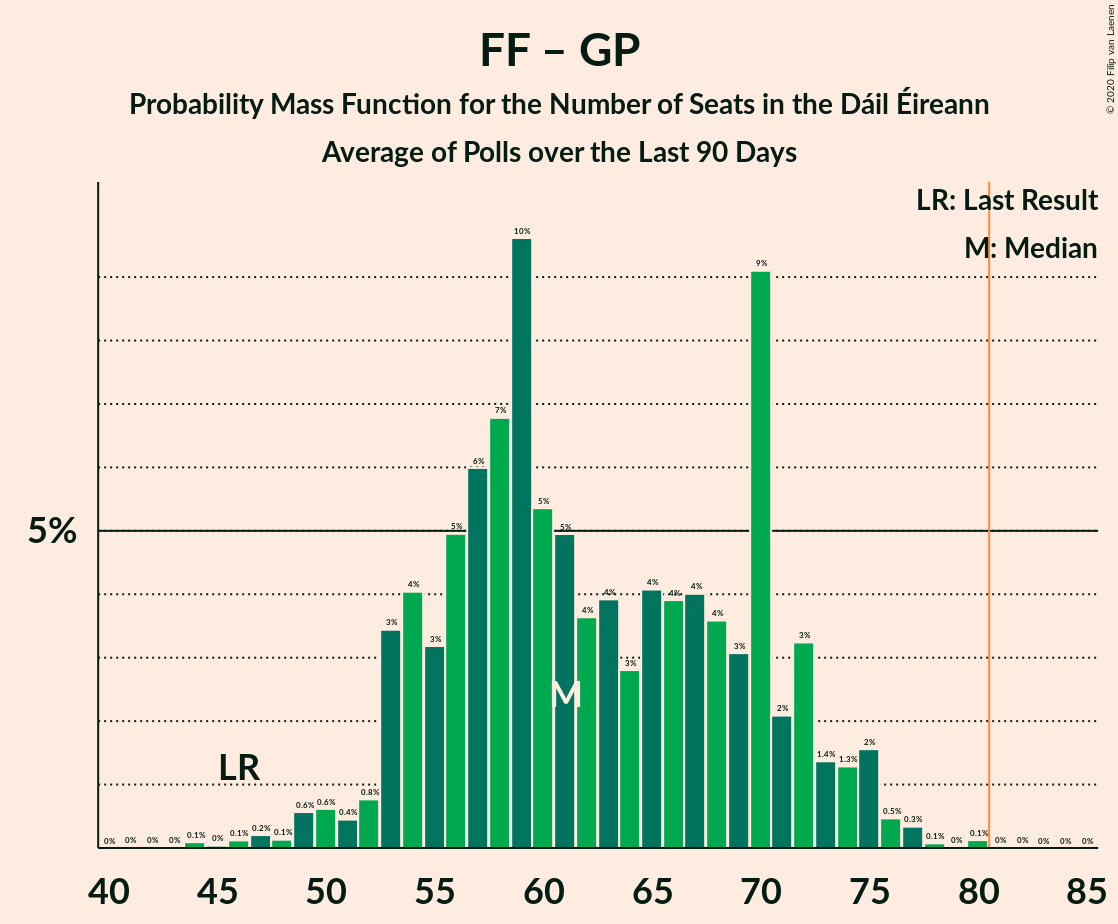 FF – GP
Probability Mass Function for the Number of Seats in the Dáil Éireann
Average of Polls over the Last 90 Days
© 2020 Filip van Laenen
LR: Last Result
M: Median
5%
0% 0% 0% 0% 0.1% 0% 0.1% 0.2% 0.1% 0.6% 0.6% 0.4% 0.8% 3% 4% 3% 5% 6% 7% 10% 5% 5% 4% 4% 3% 4% 4% 4% 4% 3% 9% 2% 3% 1.4% 1.3% 2% 0.5% 0.3% 0.1% 0% 0.1% 0% 0% 0% 0% 0%
M
LR
40 45 50 55 60 65 70 75 80 85